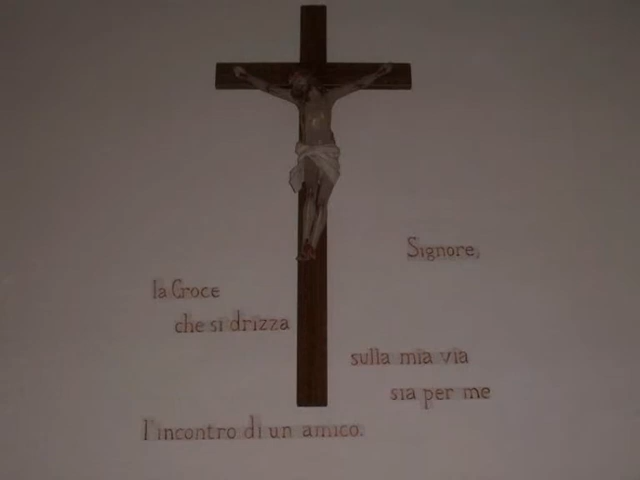 Signore,
la Croce
che si drizza
sulla mia via
sia per me
l'incontro di un amico.